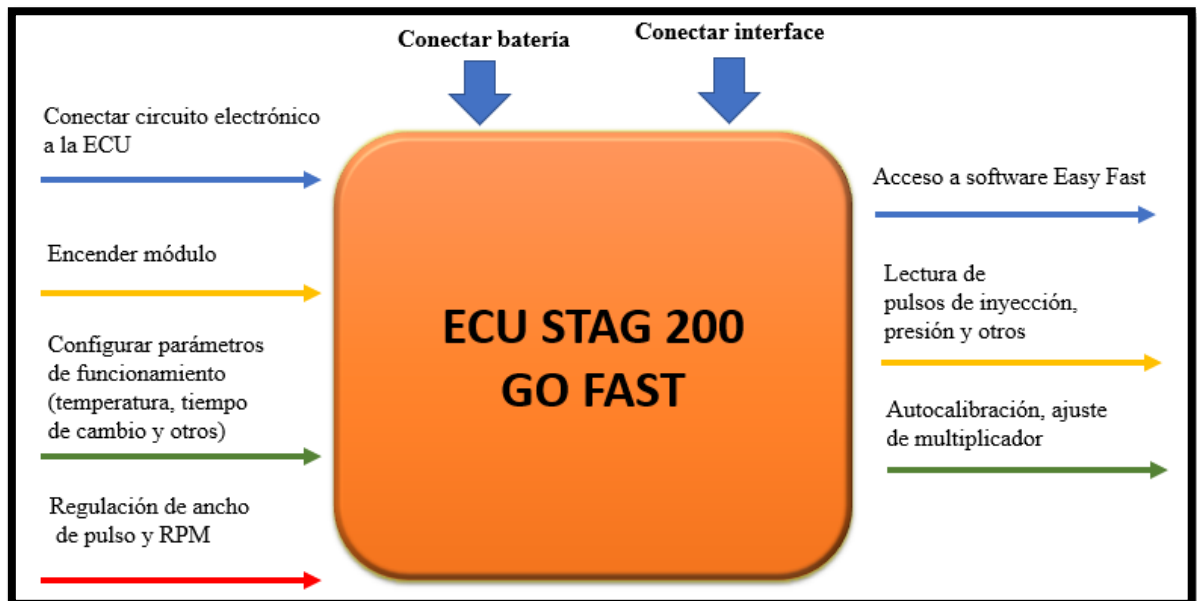 Conectar batería
Conectar interface
Conectar circuito electrónico
a la ECU
Encender módulo
Configurar parámetros
de funcionamiento
(temperatura, tiempo
de cambio y otros)
Regulación de ancho
de pulso y RPM
ECU STAG 200
GO FAST
Acceso a software Easy Fast
Lectura de
pulsos de inyección,
presión y otros
Autocalibración, ajuste
de multiplicador